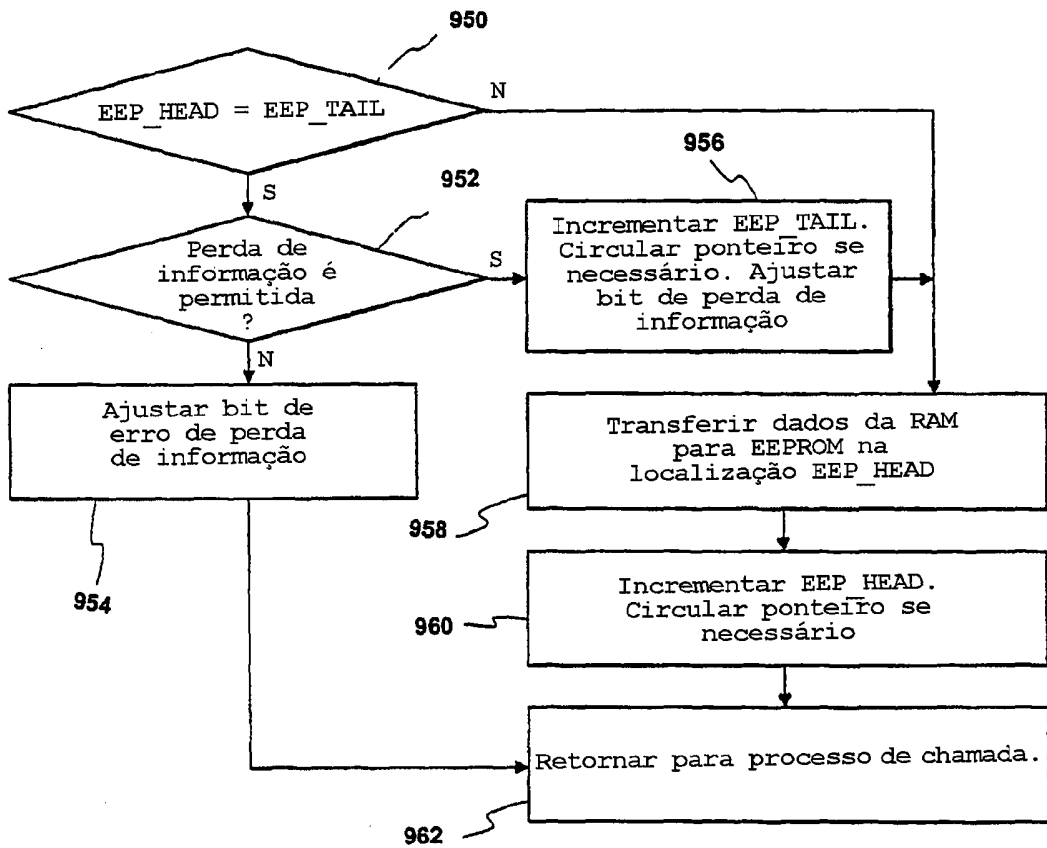 950
EEP_HEAD = EEP_TAIL
N
S
952
Perda de
informação é
permitida
?
S
N
956
Incrementar EEP_TAIL.
Circular ponteiro se
necessário. Ajustar
bit de perda de
informação
Ajustar bit de
erro de perda
de informação
954
Transferir dados da RAM
para EEPROM na
localização EEP_HEAD
958
Incrementar EEP_HEAD.
Circular ponteiro se
necessário
960
Retornar para processo de chamada.
962